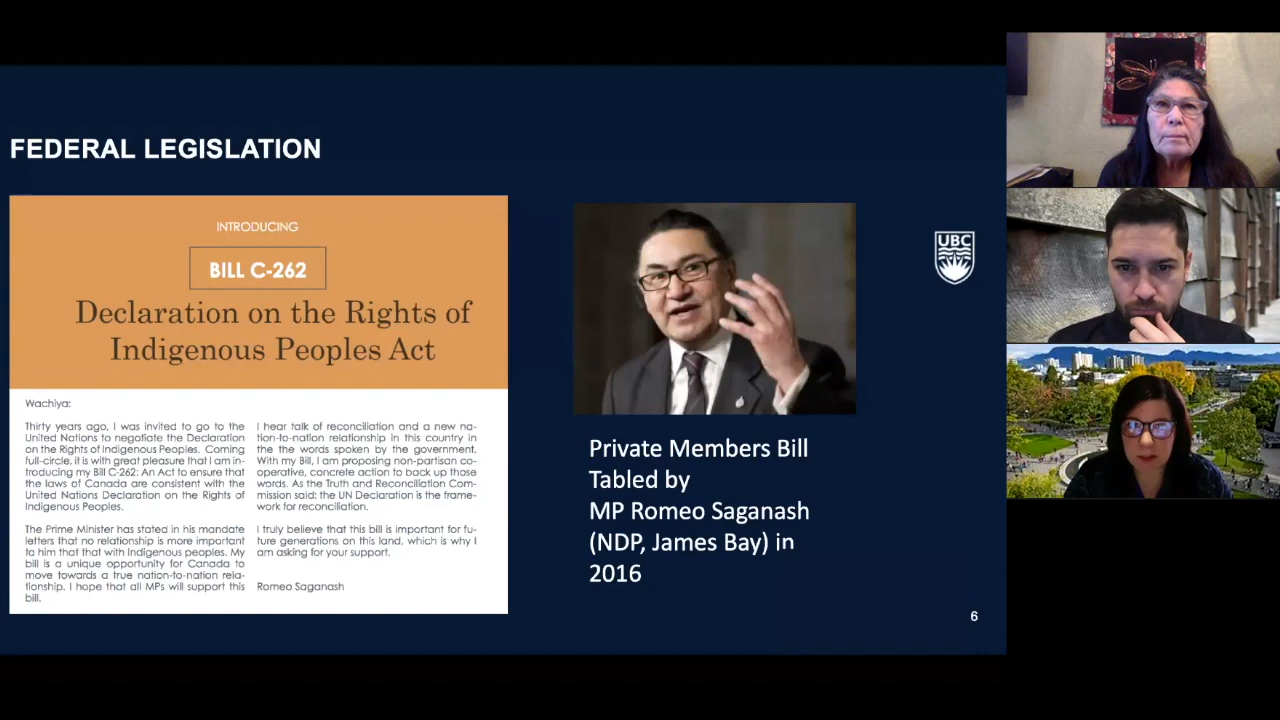 FEDERAL LEGISLATION
INTRODUCING
BILL C-262
Declaration on the Rights of
Indigenous Peoples Act
Wachiya:
Thirty years ago, I was invited to go to the
United Nations to negotiate the Declaration
on the Rights of Indigenous Peoples. Coming
full-circle, it is with great pleasure that I am in-
troducing my Bill C-262: An Act to ensure that
the laws of Canada are consistent with the
United Nations Declaration on the Rights of
Indigenous Peoples.
The Prime Minister has stated in his mandate
letters that no relationship is more important
to him that that with Indigenous peoples. My
bill is a unique opportunity for Canada to
move towards a true nation-to-nation rela-
tionship. I hope that all MPs will support this
bill.
I hear talk of reconciliation and a new na-
tion-to-nation relationship in this country in
the the words spoken by the government.
With my Bill, I am proposing non-partisan co-
operative, concrete action to back up those
words. As the Truth and Reconciliation Com-
mission said: the UN Declaration is the frame-
work for reconciliation.
I truly believe that this bill is important for fu-
ture generations on this land, which is why I
am asking for your support.
Romeo Saganash
Private Members Bill
Tabled by
MP Romeo Saganash
(NDP, James Bay) in
2016
UBC
6